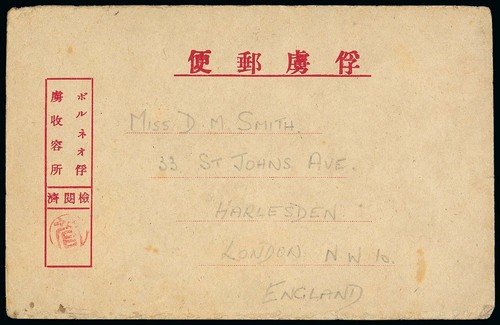 便郵虜俘
ボルネオ俘
虜收容所
濟閱檢
MISS D. M. SMITH.
33 ST JOHNS AVE.
HARLESDEN
LONDON N.W.10.
ENGLAND